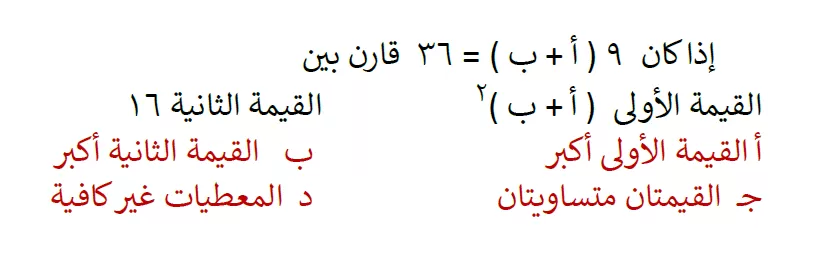 إذا كان ٩ ( أ + ب ) = ٣٦ قارن بين
القيمة الأولى ( أ + ب )٢ القيمة الثانية ١٦
أ القيمة الأولى أكبر ب القيمة الثانية أكبر
جـ القيمتان متساويتان د المعطيات غير كافية